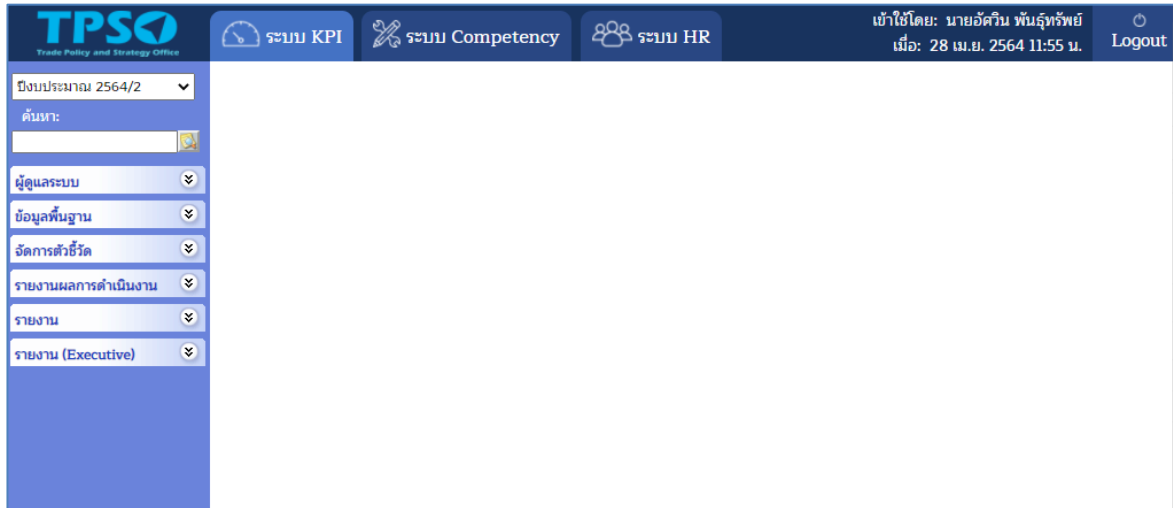 TPSO
Trade Policy and Strategy Office
ระบบ KPI
ระบบ Competency
ระบบ HR
เข้าใช้โดย: นายอัศวิน พันธุ์ทรัพย์
เมื่อ: 28 เม.ย. 2564 11:55 น.
Logout
ปีงบประมาณ 2564/2
ค้นหา:
ผู้ดูแลระบบ
ข้อมูลพื้นฐาน
จัดการตัวชี้วัด
รายงานผลการดำเนินงาน
รายงาน
รายงาน (Executive)